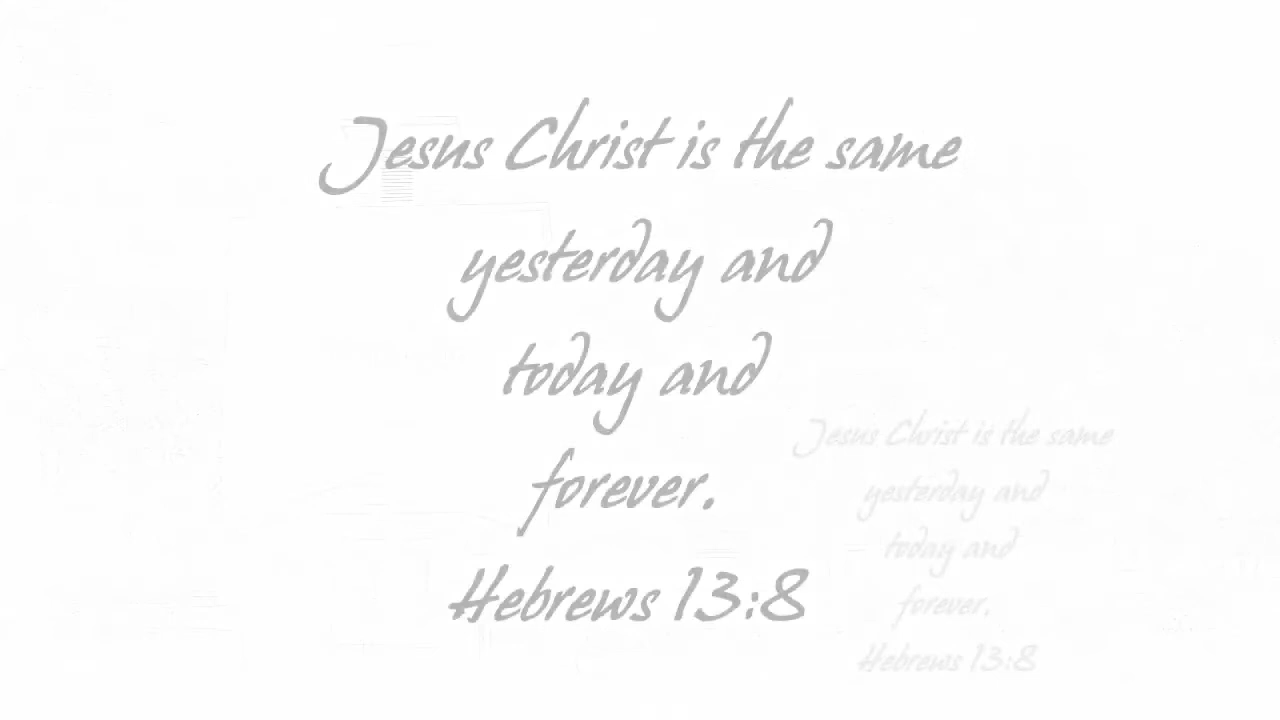 Jesus Christ is the same
yesterday and
today and
forever.
Hebrews 13:8
Jesus Christ is the same
yesterday and
today and
forever.
Hebrews 13:8